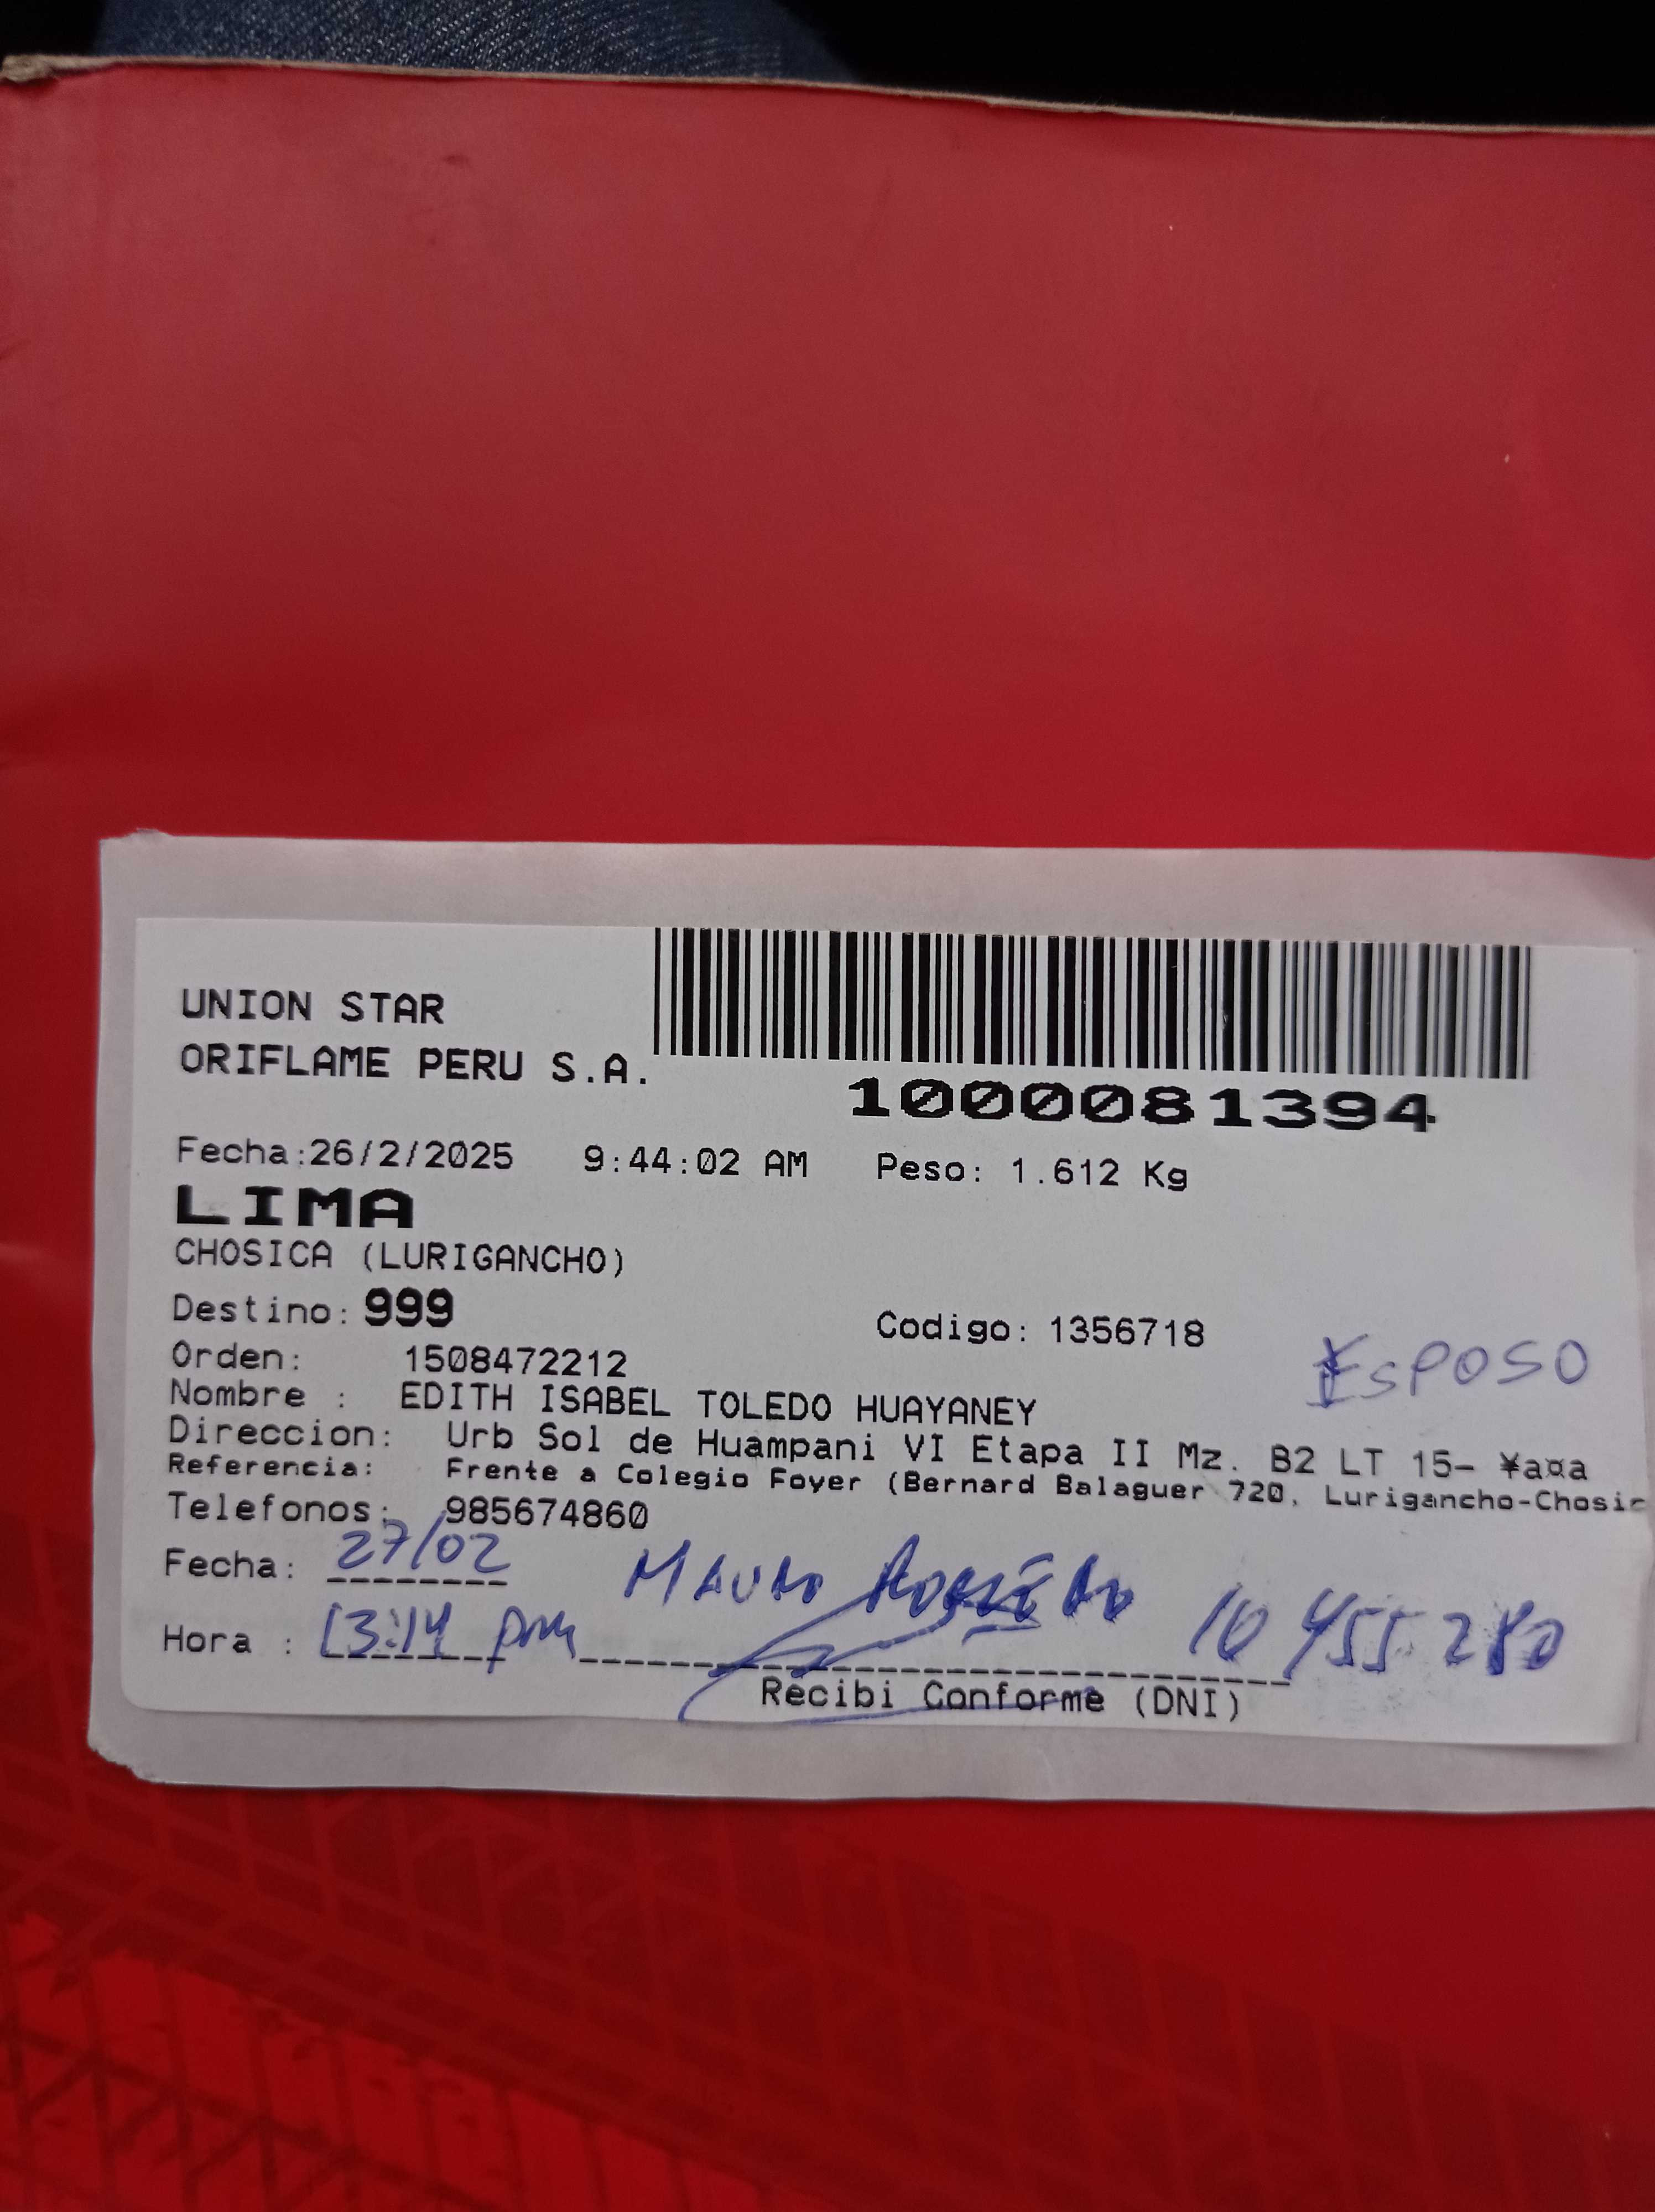 UNION STAR
ORIFLAME PERU S.A.
1000081394
Fecha:26/2/2025 9:44:02 AM Peso: 1.612 Kg
LIMA
CHOSICA (LURIGANCHO)
Destino: 999 Codigo: 1356718
Orden: 1508472212
ESPOSO
Nombre : EDITH ISABEL TOLEDO HUAYANEY
Direccion: Urb Sol de Huampani VI Etapa II Mz. B2 LT 15- ¥a¤a
Referencia: Frente a Colegio Foyer (Bernard Balaguer 720, Lurigancho-Chosic
Telefonos: 985674860
Fecha: 27/02
Hora : 13:14 pm
Recibi Conforme (DNI)